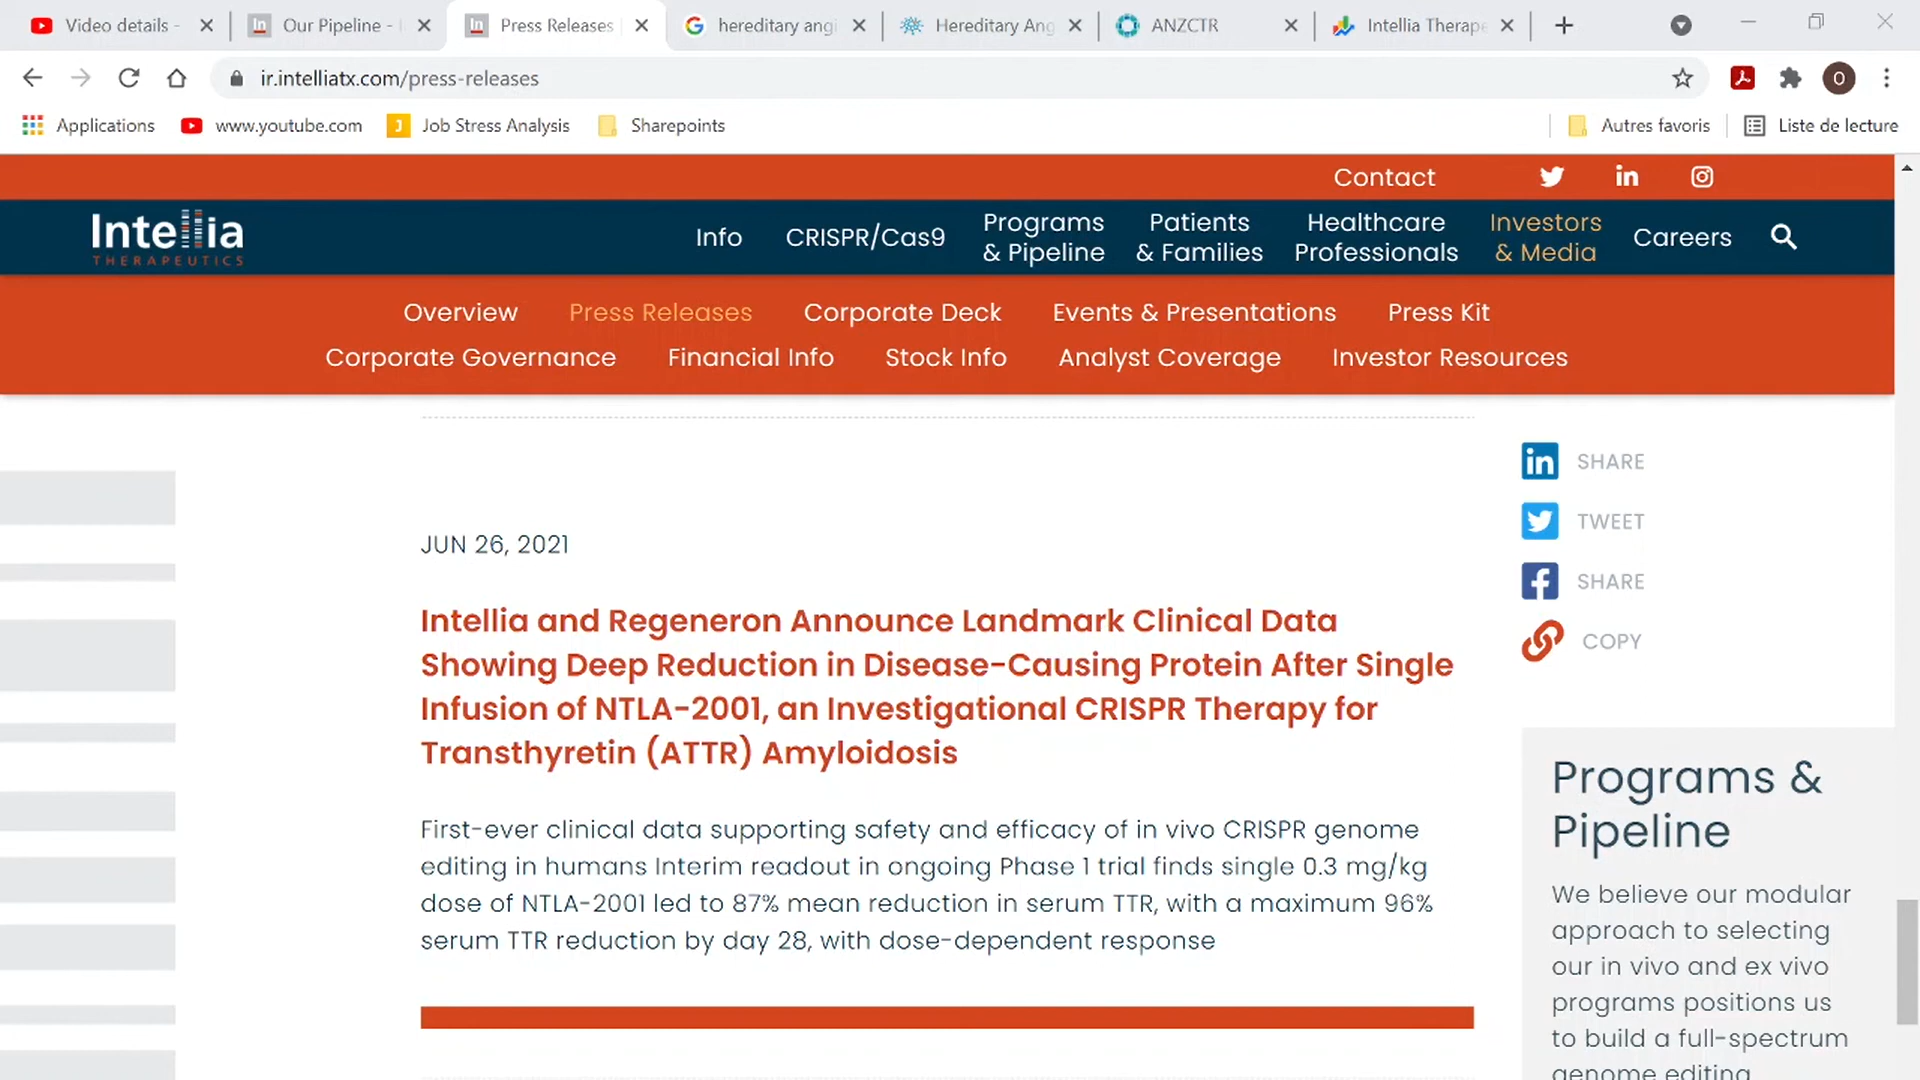 Video details -
Our Pipeline - I
Press Releases
hereditary angi
Hereditary Ang
ANZCTR
Intellia Therape
ir.intelliatx.com/press-releases
O
Applications
www.youtube.com
J
Job Stress Analysis
Sharepoints
Autres favoris
Liste de lecture
Contact
Intellia
THERAPEUTICS
Info
CRISPR/Cas9
Programs
& Pipeline
Patients
& Families
Healthcare
Professionals
Investors
& Media
Careers
Overview
Press Releases
Corporate Deck
Events & Presentations
Press Kit
Corporate Governance
Financial Info
Stock Info
Analyst Coverage
Investor Resources
SHARE
TWEET
SHARE
COPY
JUN 26, 2021
Intellia and Regeneron Announce Landmark Clinical Data
Showing Deep Reduction in Disease-Causing Protein After Single
Infusion of NTLA-2001, an Investigational CRISPR Therapy for
Transthyretin (ATTR) Amyloidosis
First-ever clinical data supporting safety and efficacy of in vivo CRISPR genome
editing in humans Interim readout in ongoing Phase 1 trial finds single 0.3 mg/kg
dose of NTLA-2001 led to 87% mean reduction in serum TTR, with a maximum 96%
serum TTR reduction by day 28, with dose-dependent response
Programs &
Pipeline
We believe our modular
approach to selecting
our in vivo and ex vivo
programs positions us
to build a full-spectrum
genome editing